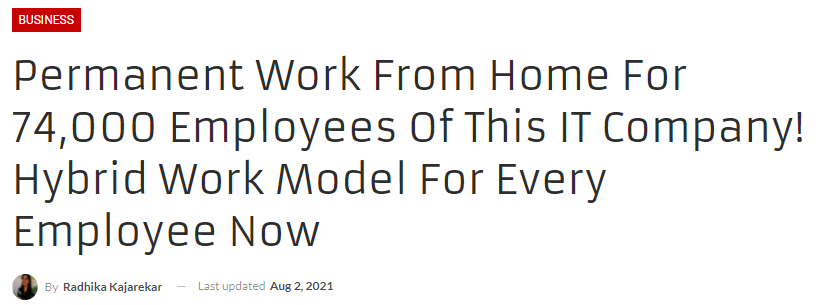 BUSINESS
Permanent Work From Home For
74,000 Employees Of This IT Company!
Hybrid Work Model For Every
Employee Now
By Radhika Kajarekar — Last updated Aug 2, 2021